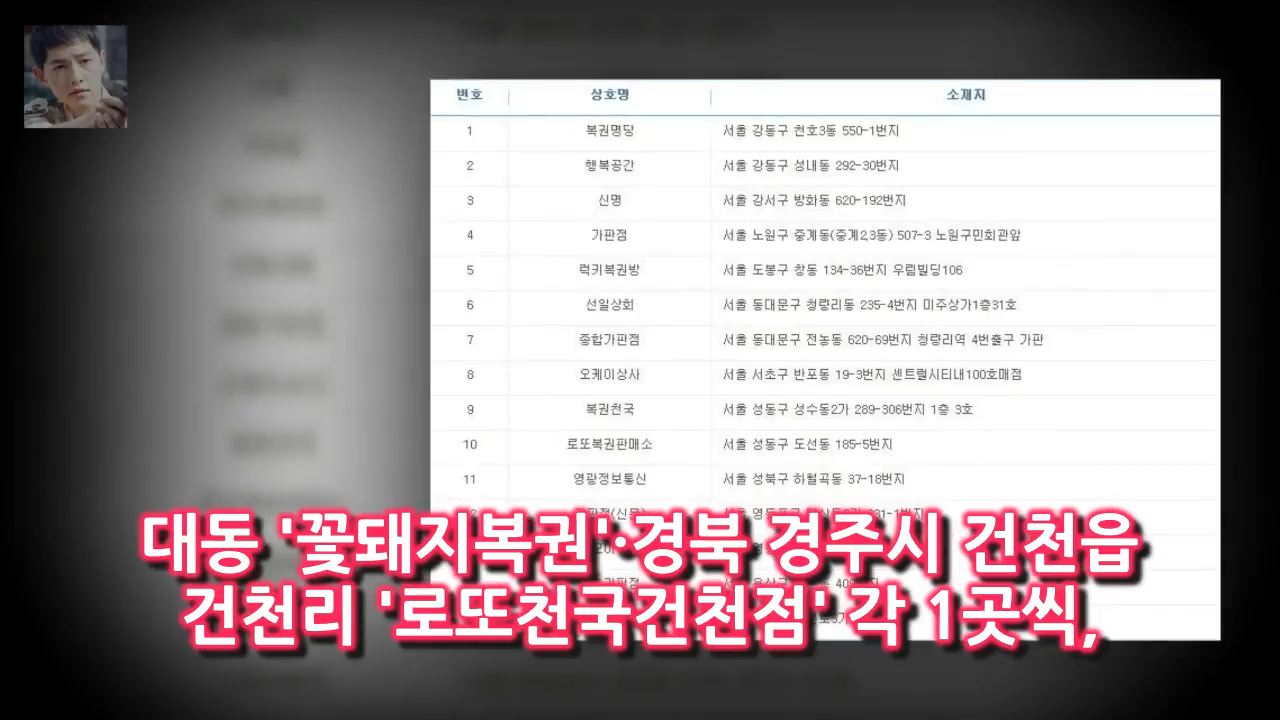 번호 상호명 소재지
1 복권명당 서울 강동구 천호3동 550-1번지
2 행복공간 서울 강동구 성내동 292-30번지
3 신명 서울 강서구 방화동 620-192번지
4 가판점 서울 노원구 중계동(중계2,3동) 507-3 노원구민회관앞
5 럭키복권방 서울 도봉구 창동 134-36번지 우림빌딩106
6 선일상회 서울 동대문구 청량리동 235-4번지 미주상가1층31호
7 종합가판점 서울 동대문구 전농동 620-69번지 청량리역 4번출구 가판
8 오케이상사 서울 서초구 반포동 19-3번지 센트럴시티내100호매점
9 복권천국 서울 성동구 성수동2가 289-306번지 1층 3호
10 로또복권판매소 서울 성동구 도선동 185-5번지
11 영광정보통신 서울 성북구 하월곡동 37-18번지
대동 '꽃돼지복권'·경북 경주시 건천읍
건천리 '로또천국건천점' 각 1곳씩,